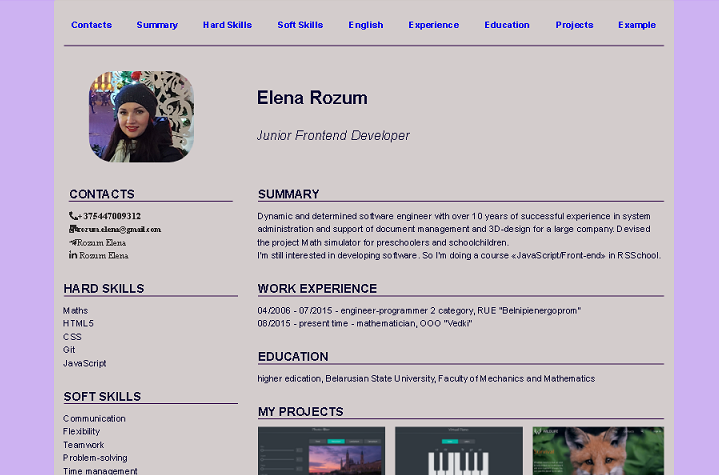 Contacts Summary Hard Skills Soft Skills English Experience Education Projects Example
Elena Rozum
Junior Frontend Developer
CONTACTS
+375447009312
rozum.elena@gmail.com
Rozum Elena
Rozum Elena
HARD SKILLS
Maths
HTML5
CSS
Git
JavaScript
SOFT SKILLS
Communication
Flexibility
Teamwork
Problem-solving
Time management
SUMMARY
Dynamic and determined software engineer with over 10 years of successful experience in system
administration and support of document management and 3D-design for a large company. Devised
the project Math simulator for preschoolers and schoolchildren.
I'm still interested in developing software. So I'm doing a course «JavaScript/Front-end» in RSSchool.
WORK EXPERIENCE
04/2006 - 07/2015 - engineer-programmer 2 category, RUE "Belnipienergoprom"
08/2015 - present time - mathematician, OOO "Vedki"
EDUCATION
higher edication, Belarusian State University, Faculty of Mechanics and Mathematics
MY PROJECTS